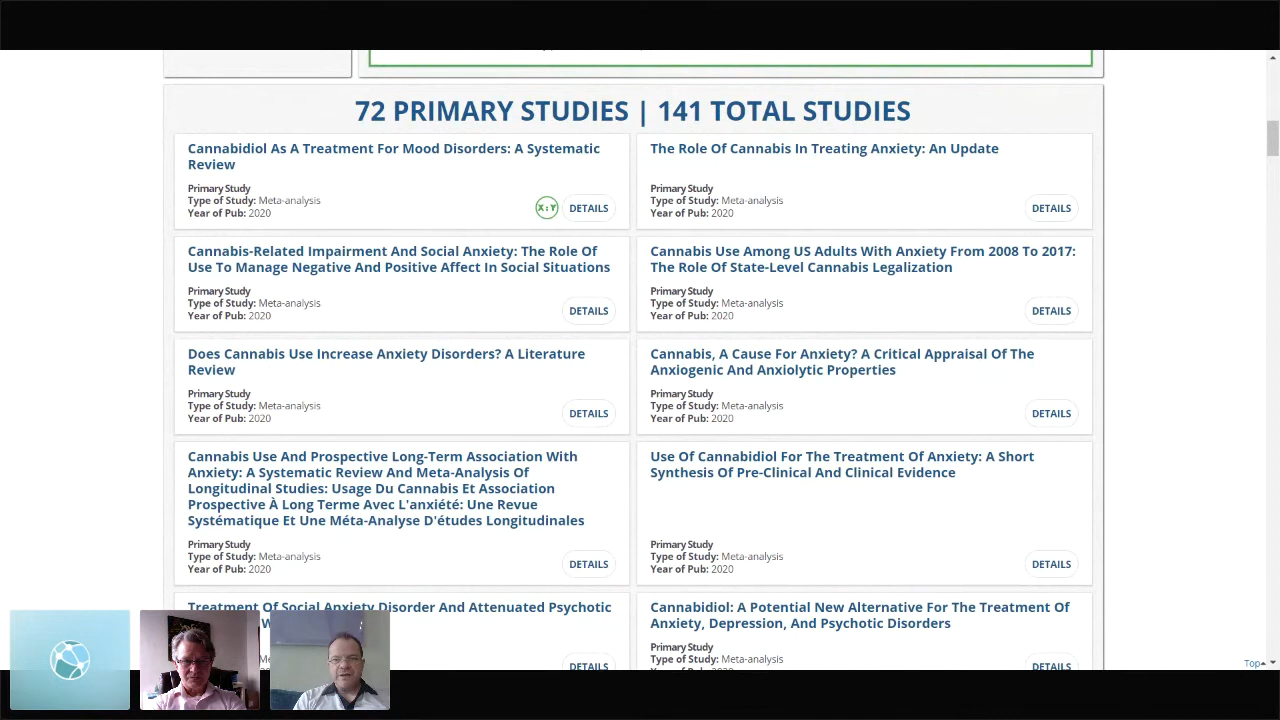 72 PRIMARY STUDIES | 141 TOTAL STUDIES
Cannabidiol As A Treatment For Mood Disorders: A Systematic
Review
Primary Study
Type of Study: Meta-analysis
Year of Pub: 2020
X:Y
DETAILS
The Role Of Cannabis In Treating Anxiety: An Update
Primary Study
Type of Study: Meta-analysis
Year of Pub: 2020
DETAILS
Cannabis-Related Impairment And Social Anxiety: The Role Of
Use To Manage Negative And Positive Affect In Social Situations
Primary Study
Type of Study: Meta-analysis
Year of Pub: 2020
DETAILS
Cannabis Use Among US Adults With Anxiety From 2008 To 2017:
The Role Of State-Level Cannabis Legalization
Primary Study
Type of Study: Meta-analysis
Year of Pub: 2020
DETAILS
Does Cannabis Use Increase Anxiety Disorders? A Literature
Review
Primary Study
Type of Study: Meta-analysis
Year of Pub: 2020
DETAILS
Cannabis, A Cause For Anxiety? A Critical Appraisal Of The
Anxiogenic And Anxiolytic Properties
Primary Study
Type of Study: Meta-analysis
Year of Pub: 2020
DETAILS
Cannabis Use And Prospective Long-Term Association With
Anxiety: A Systematic Review And Meta-Analysis Of
Longitudinal Studies: Usage Du Cannabis Et Association
Prospective À Long Terme Avec L'anxiété: Une Revue
Systématique Et Une Méta-Analyse D'études Longitudinales
Primary Study
Type of Study: Meta-analysis
Year of Pub: 2020
DETAILS
Use Of Cannabidiol For The Treatment Of Anxiety: A Short
Synthesis Of Pre-Clinical And Clinical Evidence
Primary Study
Type of Study: Meta-analysis
Year of Pub: 2020
DETAILS
Treatment Of Social Anxiety Disorder And Attenuated Psychotic
DETAILS
Cannabidiol: A Potential New Alternative For The Treatment Of
Anxiety, Depression, And Psychotic Disorders
Primary Study
Type of Study: Meta-analysis
DETAILS
Top